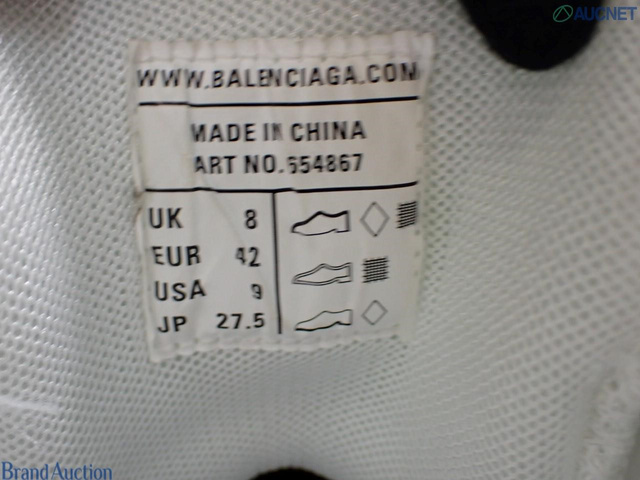 AUCNET
WWW.BALENCIAGA.COM
MADE IN CHINA
ART NO.554867
UK 8
EUR 42
USA 9
JP 27.5
Brand Auction